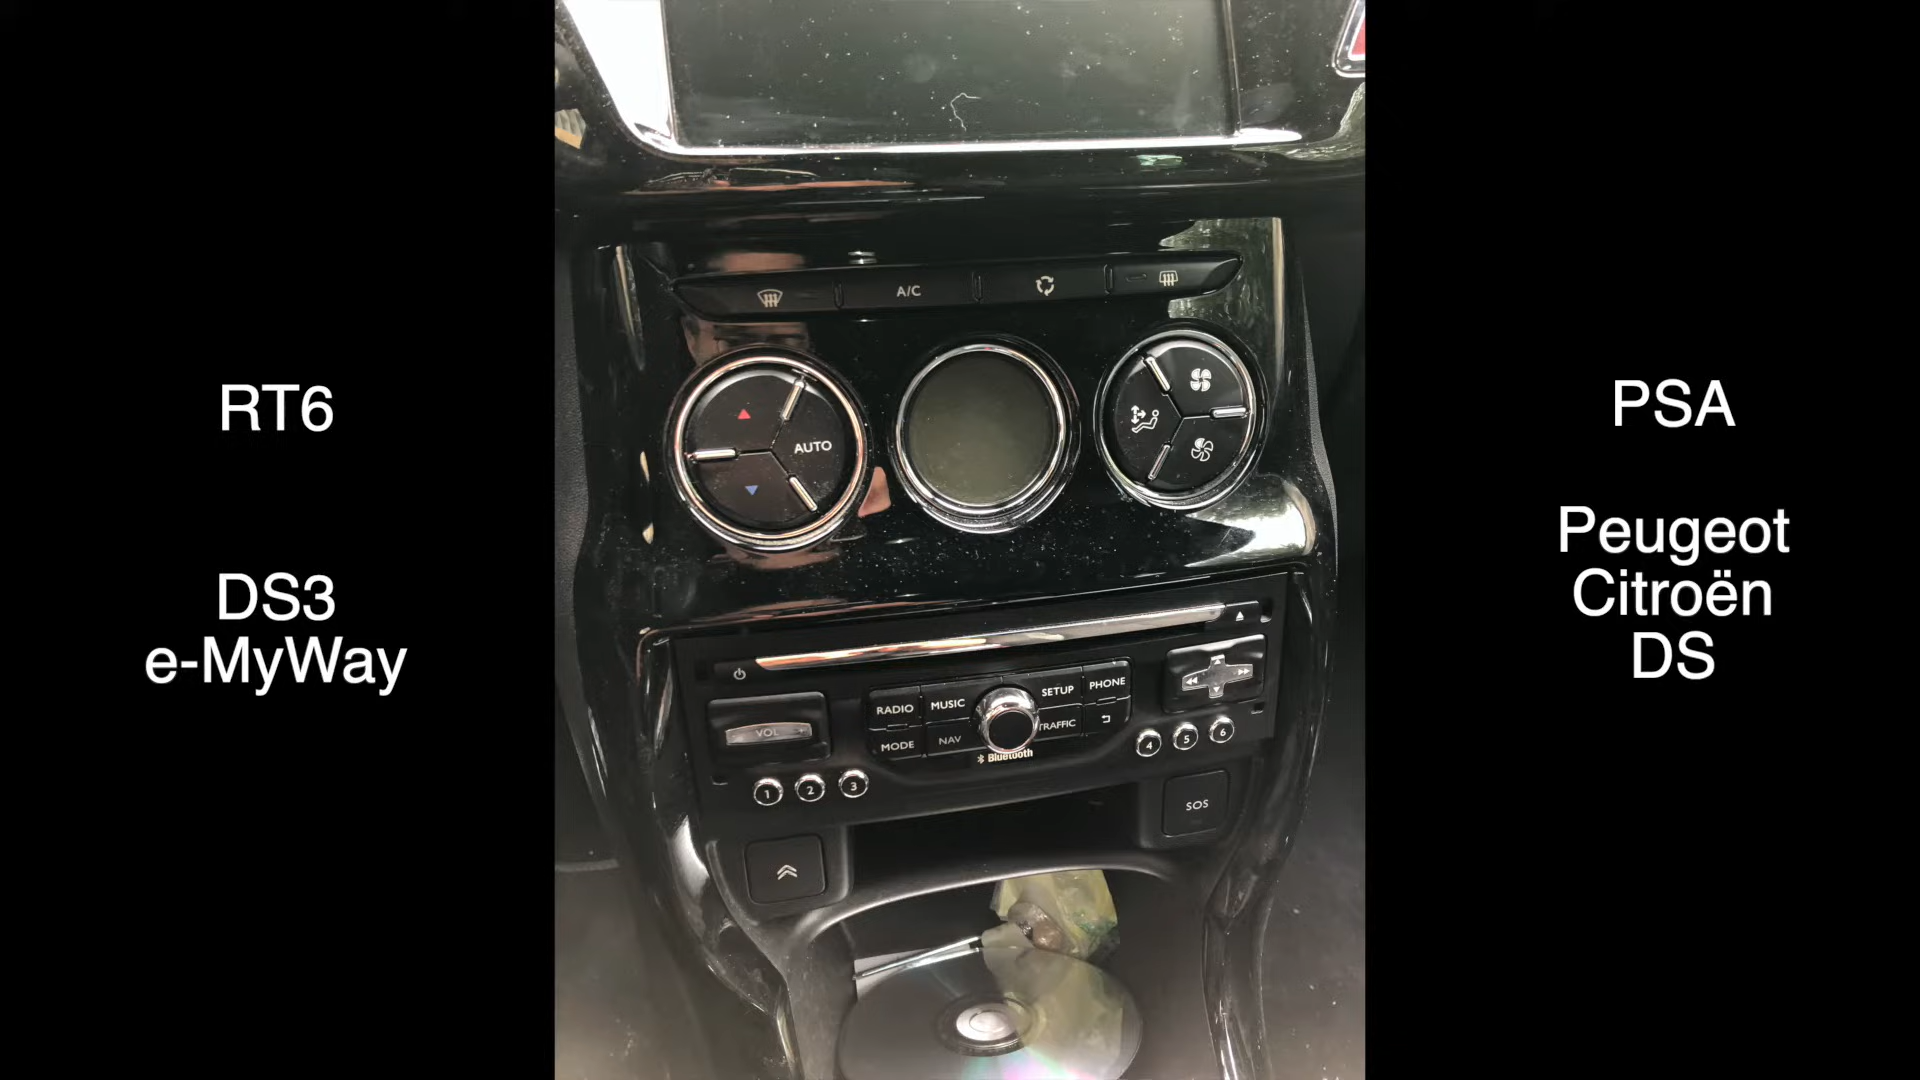 RT6
DS3
e-MyWay
A/C
AUTO
RADIO
MUSIC
SETUP
PHONE
VOL
MODE
NAV
TRAFFIC
Bluetooth
1
2
3
4
5
6
SOS
PSA
Peugeot
Citroën
DS